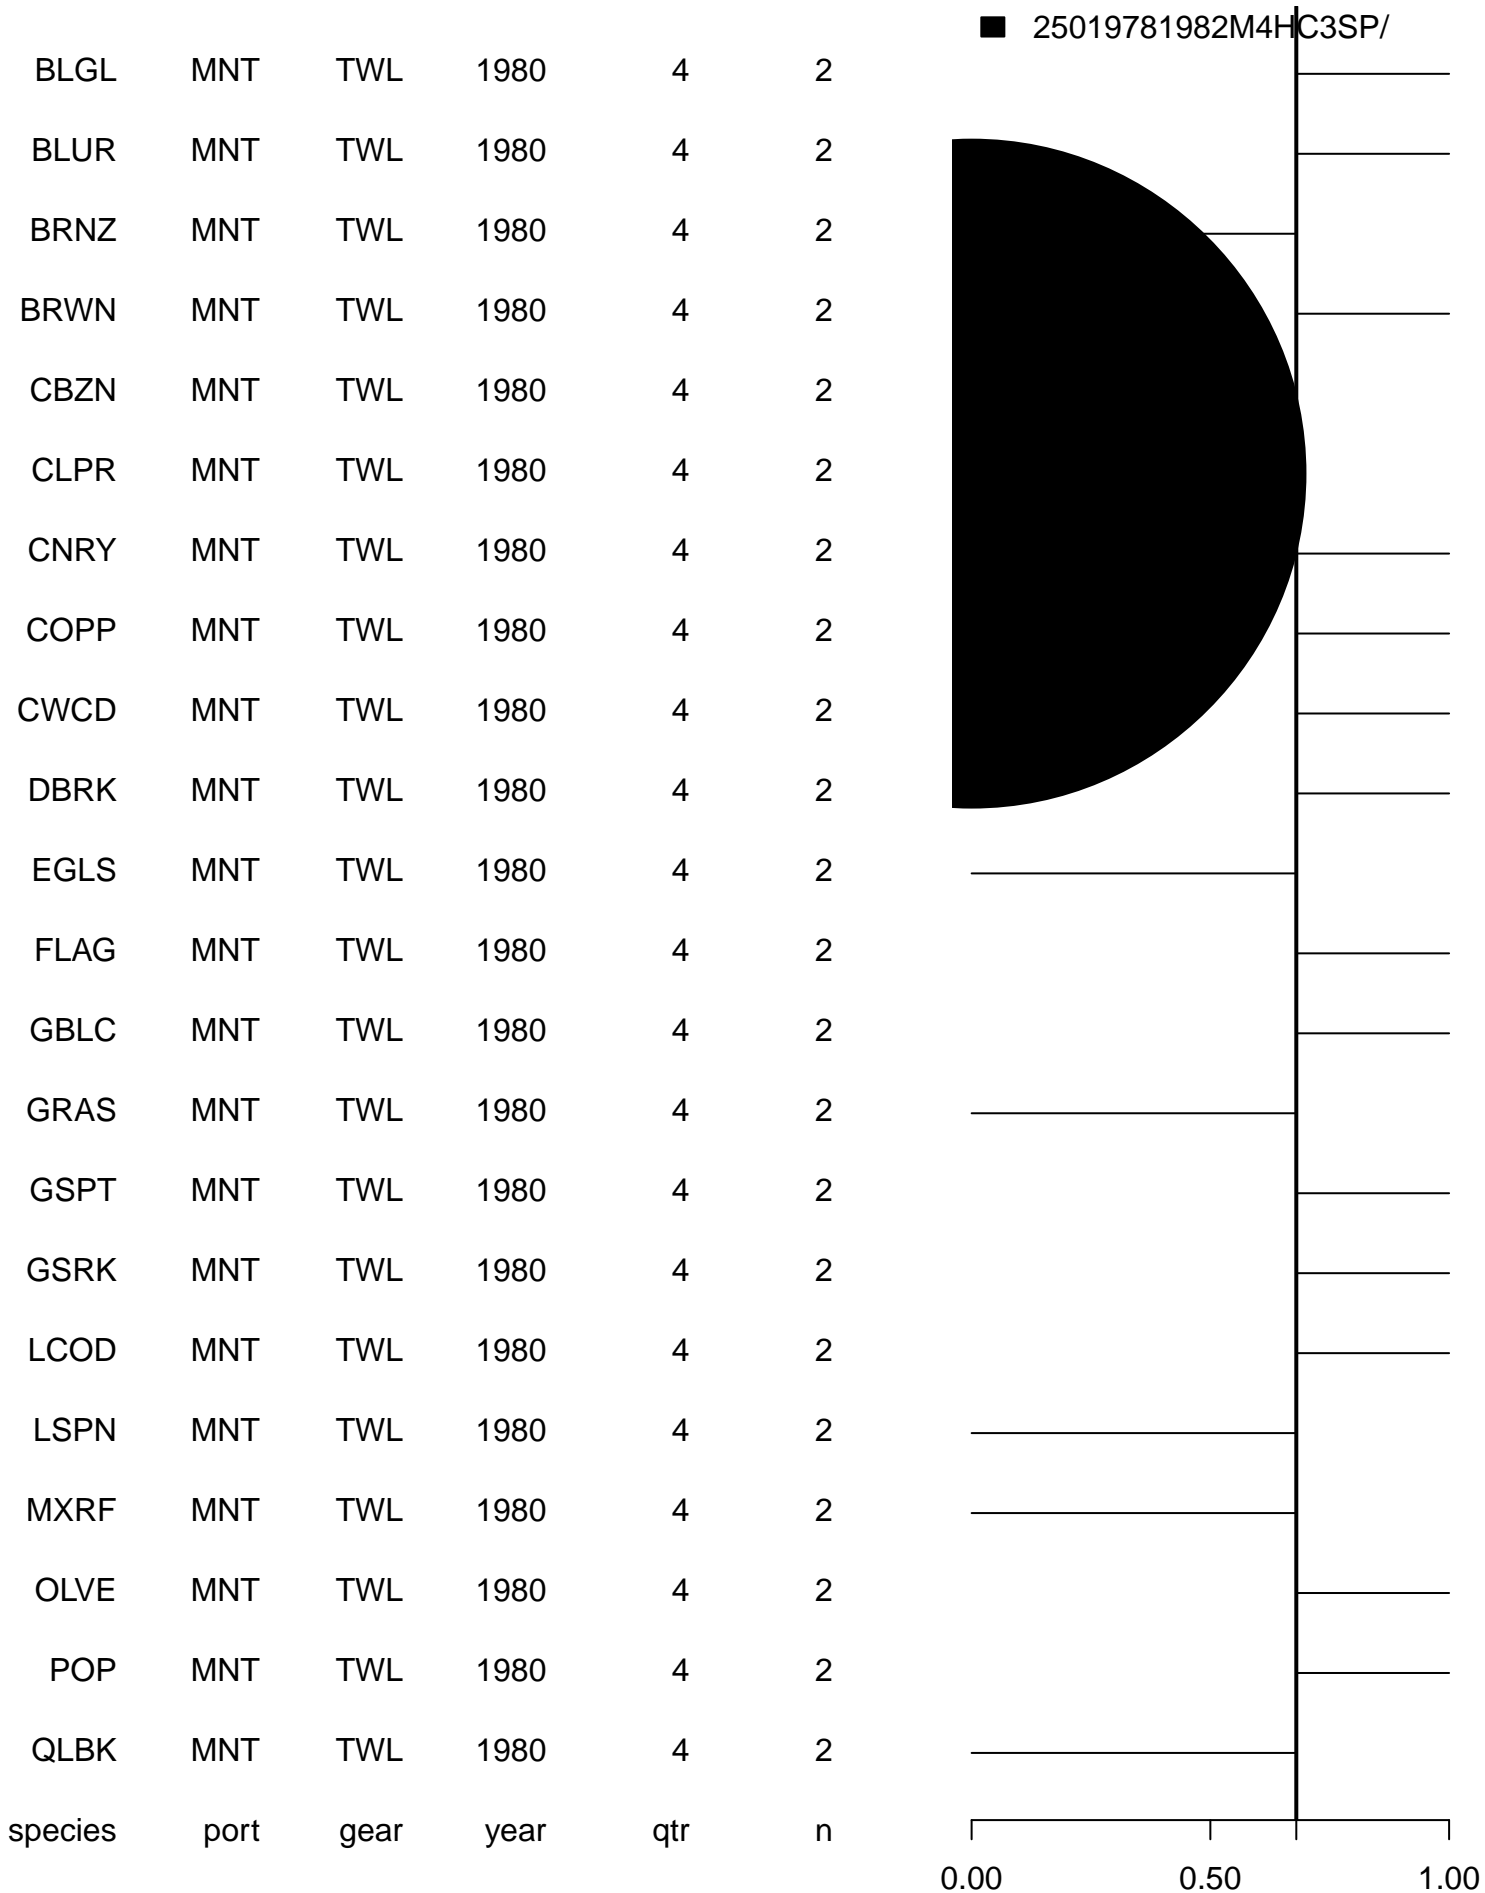 25019781982M4HC3SP/
BLGL MNT TWL 1980 4 2
BLUR MNT TWL 1980 4 2
BRNZ MNT TWL 1980 4 2
BRWN MNT TWL 1980 4 2
CBZN MNT TWL 1980 4 2
CLPR MNT TWL 1980 4 2
CNRY MNT TWL 1980 4 2
COPP MNT TWL 1980 4 2
CWCD MNT TWL 1980 4 2
DBRK MNT TWL 1980 4 2
EGLS MNT TWL 1980 4 2
FLAG MNT TWL 1980 4 2
GBLC MNT TWL 1980 4 2
GRAS MNT TWL 1980 4 2
GSPT MNT TWL 1980 4 2
GSRK MNT TWL 1980 4 2
LCOD MNT TWL 1980 4 2
LSPN MNT TWL 1980 4 2
MXRF MNT TWL 1980 4 2
OLVE MNT TWL 1980 4 2
POP MNT TWL 1980 4 2
QLBK MNT TWL 1980 4 2
species port gear year qtr n
0.00 0.50 1.00